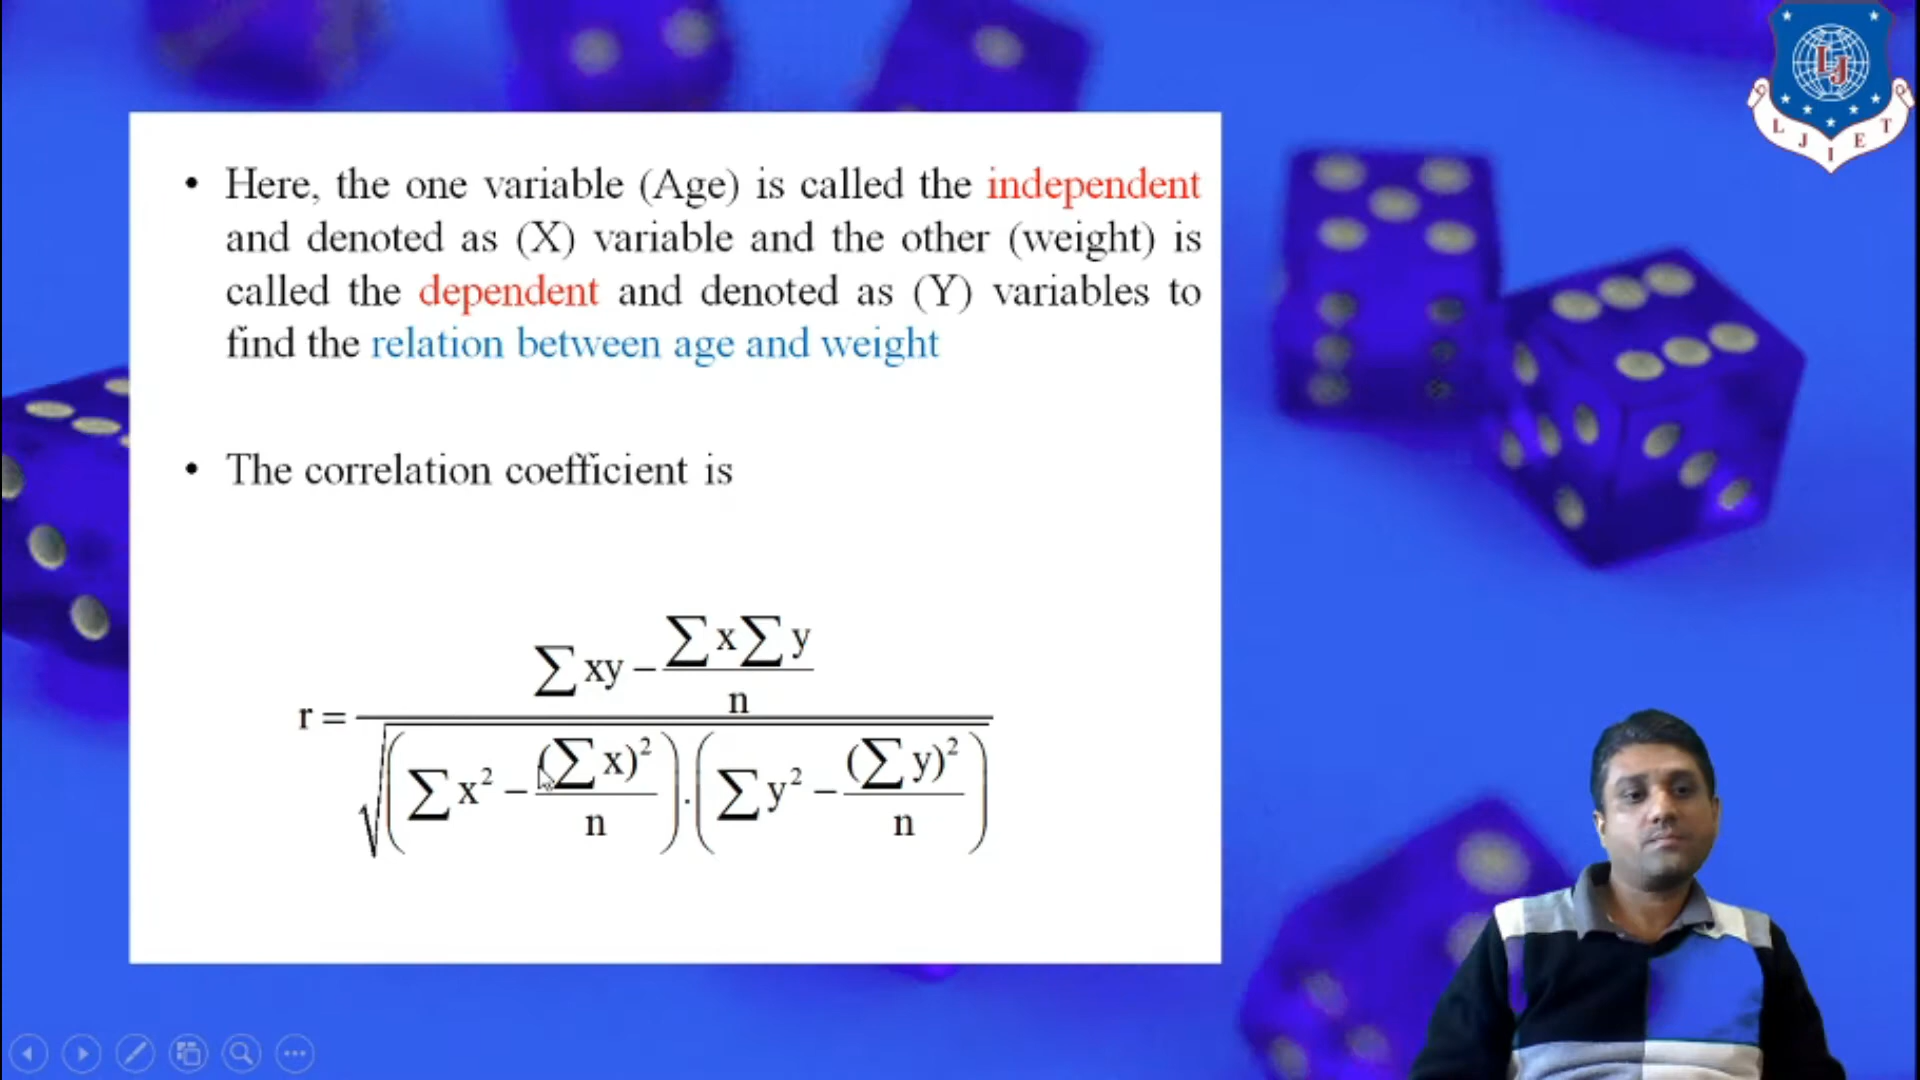 • Here, the one variable (Age) is called the independent
and denoted as (X) variable and the other (weight) is
called the dependent and denoted as (Y) variables to
find the relation between age and weight
• The correlation coefficient is
r = (∑xy − (∑x∑y)/n) / √((∑x² − (∑x)²/n) . (∑y² − (∑y)²/n))
LJ
L J I E T